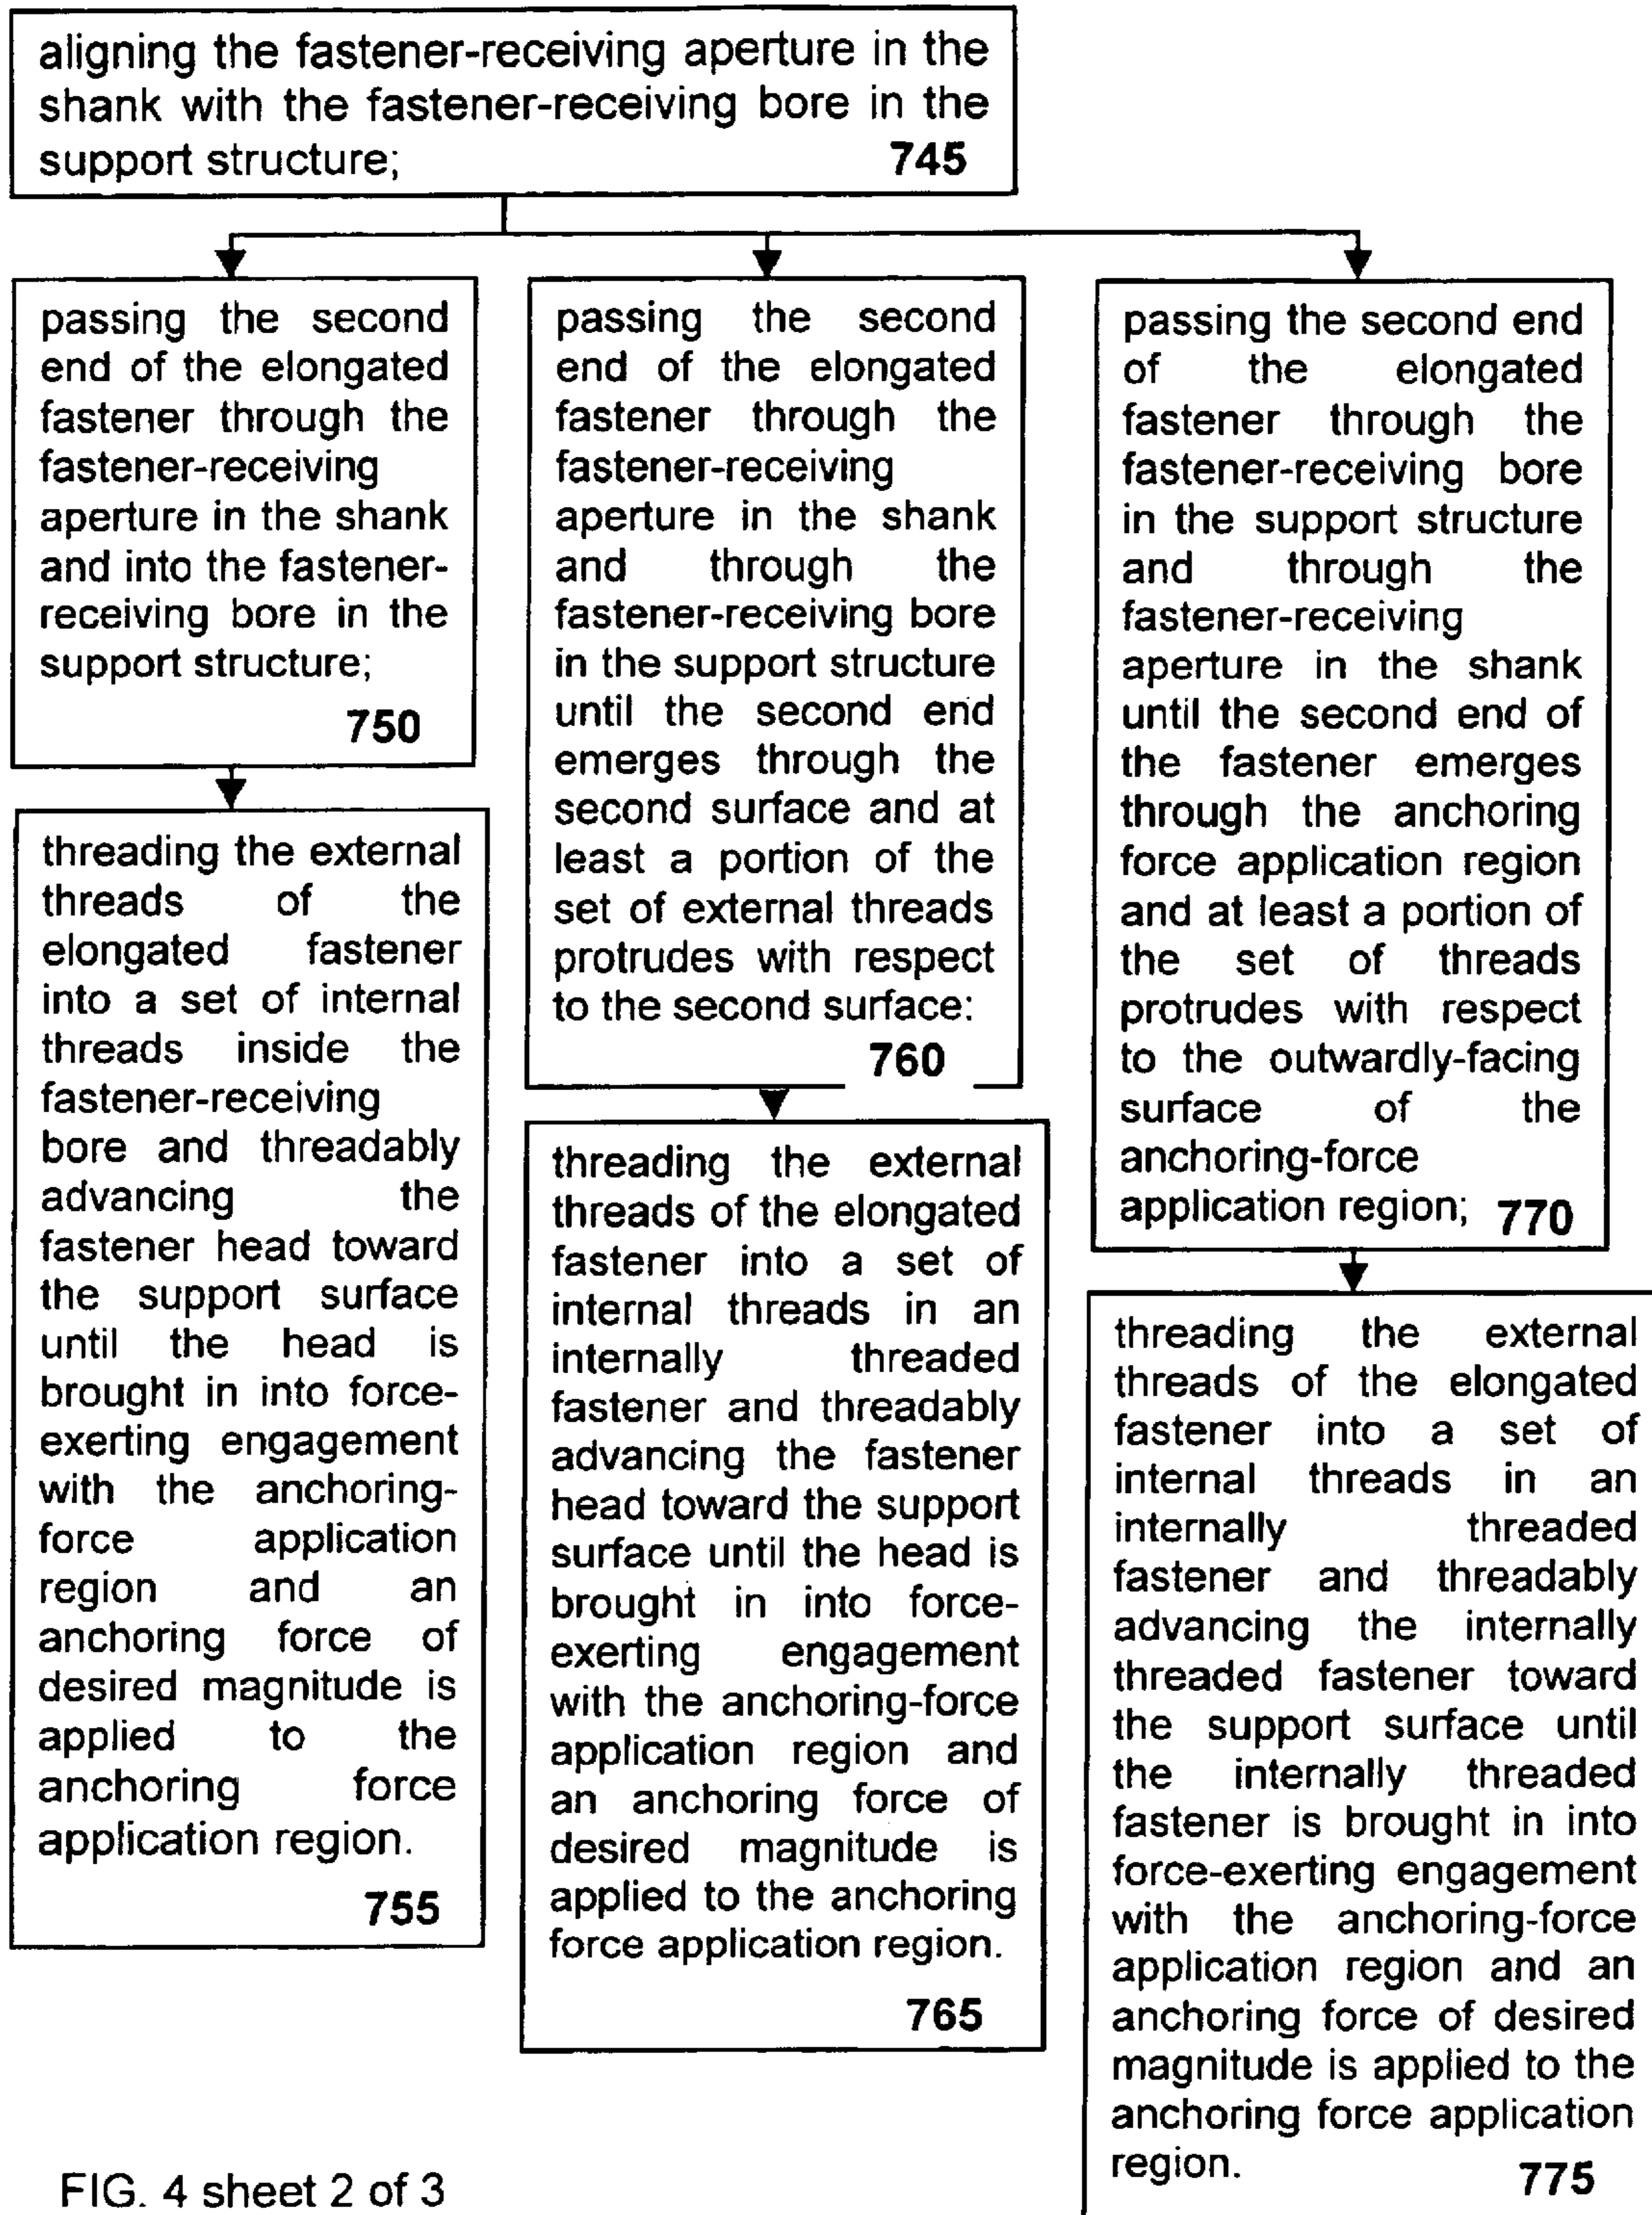 aligning the fastener-receiving aperture in the
shank with the fastener-receiving bore in the
support structure; 745
passing the second
end of the elongated
fastener through the
fastener-receiving
aperture in the shank
and into the fastener-
receiving bore in the
support structure;
750
threading the external
threads of the
elongated fastener
into a set of internal
threads inside the
fastener-receiving
bore and threadably
advancing the
fastener head toward
the support surface
until the head is
brought in into force-
exerting engagement
with the anchoring-
force application
region and an
anchoring force of
desired magnitude is
applied to the
anchoring force
application region.
755
passing the second
end of the elongated
fastener through the
fastener-receiving
aperture in the shank
and through the
fastener-receiving bore
in the support structure
until the second end
emerges through the
second surface and at
least a portion of the
set of external threads
protrudes with respect
to the second surface:
760
threading the external
threads of the elongated
fastener into a set of
internal threads in an
internally threaded
fastener and threadably
advancing the fastener
head toward the support
surface until the head is
brought in into force-
exerting engagement
with the anchoring-force
application region and
an anchoring force of
desired magnitude is
applied to the anchoring
force application region.
765
passing the second end
of the elongated
fastener through the
fastener-receiving bore
in the support structure
and through the
fastener-receiving
aperture in the shank
until the second end of
the fastener emerges
through the anchoring
force application region
and at least a portion of
the set of threads
protrudes with respect
to the outwardly-facing
surface of the
anchoring-force
application region; 770
threading the external
threads of the elongated
fastener into a set of
internal threads in an
internally threaded
fastener and threadably
advancing the internally
threaded fastener toward
the support surface until
the internally threaded
fastener is brought in into
force-exerting engagement
with the anchoring-force
application region and an
anchoring force of desired
magnitude is applied to the
anchoring force application
region. 775
FIG. 4 sheet 2 of 3